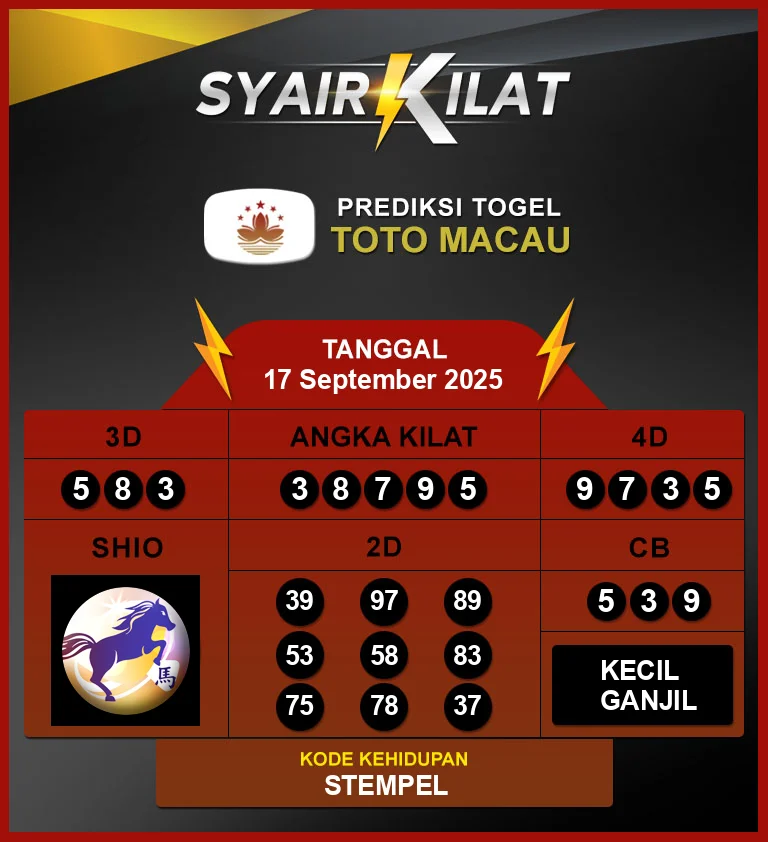 SYAIR KILAT
PREDIKSI TOGEL
TOTO MACAU
TANGGAL
17 September 2025
3D
5 8 3
ANGKA KILAT
3 8 7 9 5
4D
9 7 3 5
SHIO
馬
2D
39 97 89
53 58 83
75 78 37
CB
5 3 9
KECIL
GANJIL
KODE KEHIDUPAN
STEMPEL